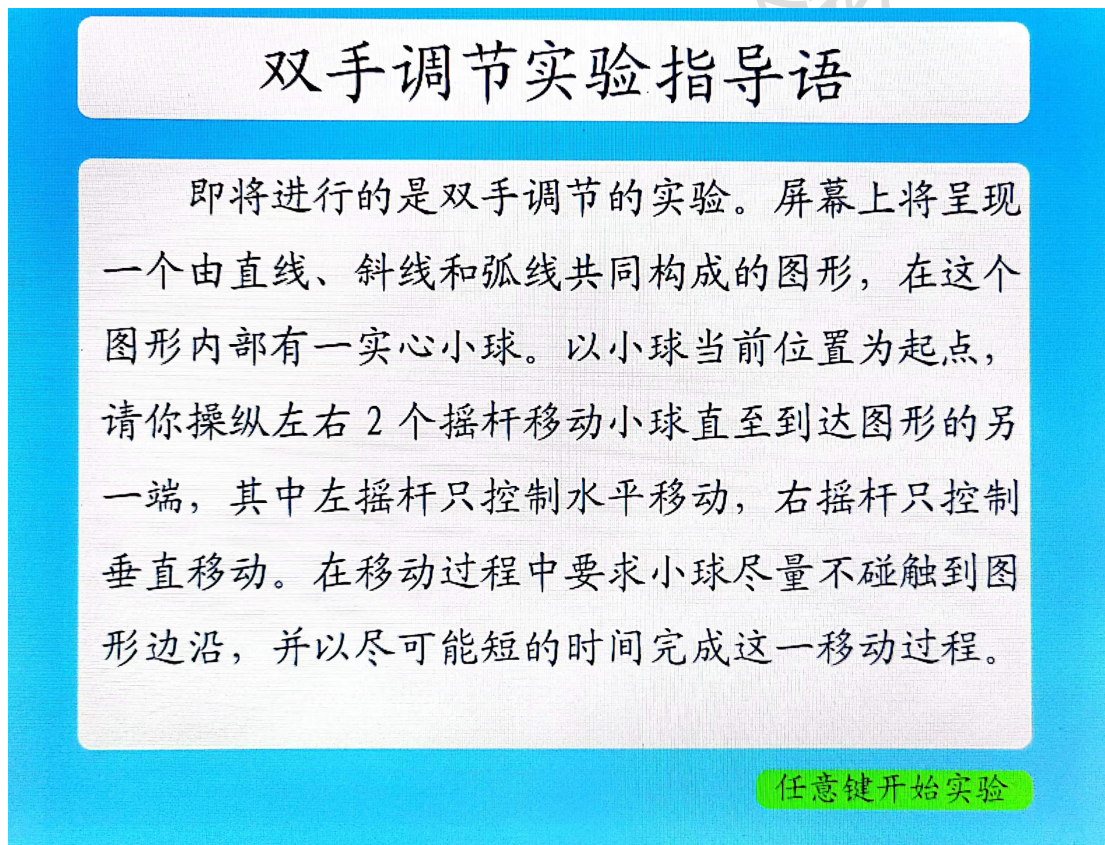 双手调节实验指导语
即将进行的是双手调节的实验。屏幕上将呈现
一个由直线、斜线和弧线共同构成的图形，在这个
图形内部有一实心小球。以小球当前位置为起点，
请你操纵左右2个摇杆移动小球直至到达图形的另
一端，其中左摇杆只控制水平移动，右摇杆只控制
垂直移动。在移动过程中要求小球尽量不碰触到图
形边沿，并以尽可能短的时间完成这一移动过程。
任意键开始实验